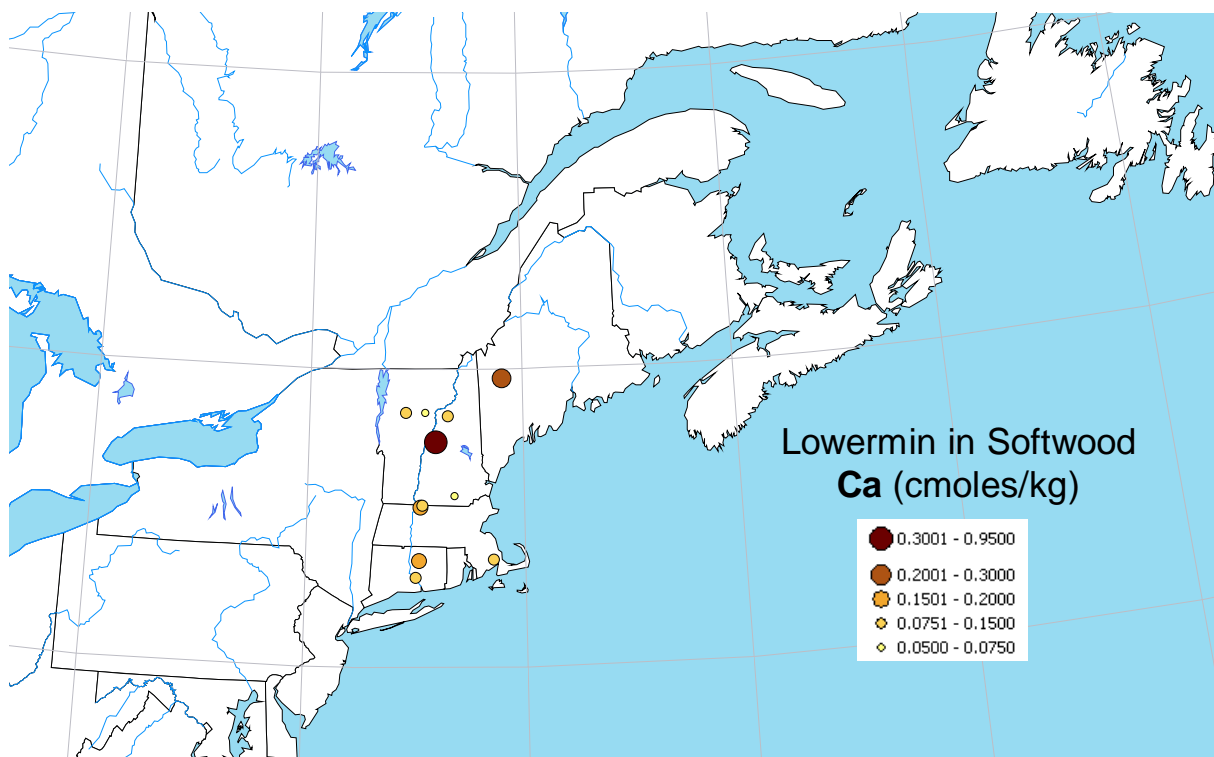 Lowermin in Softwood
Ca (cmoles/kg)
0.3001 - 0.9500
0.2001 - 0.3000
0.1501 - 0.2000
0.0751 - 0.1500
0.0500 - 0.0750